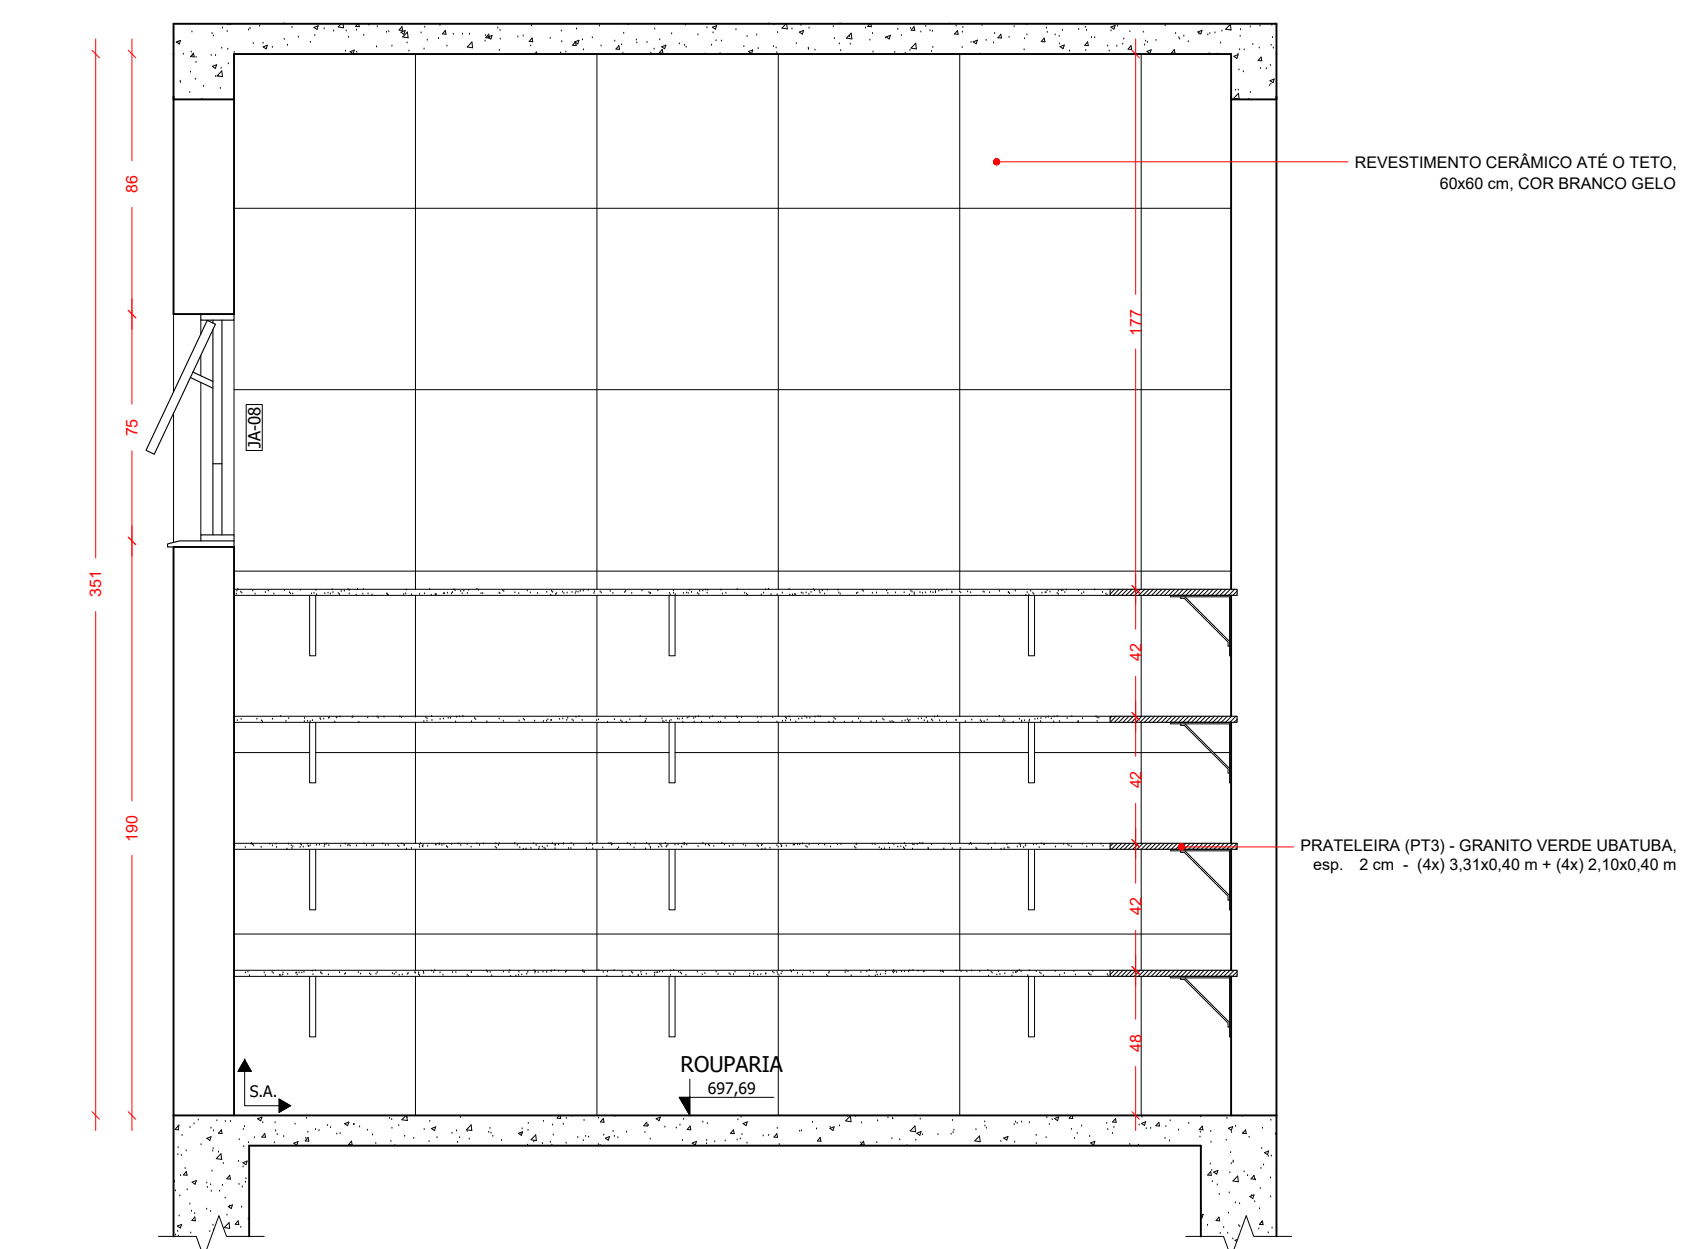 REVESTIMENTO CERÂMICO ATÉ O TETO,
60x60 cm, COR BRANCO GELO
86
177
75
JA-08
351
42
42
190
PRATELEIRA (PT3) - GRANITO VERDE UBATUBA,
esp. 2 cm - (4x) 3,31x0,40 m + (4x) 2,10x0,40 m
42
48
ROUPARIA
697,69
S.A.